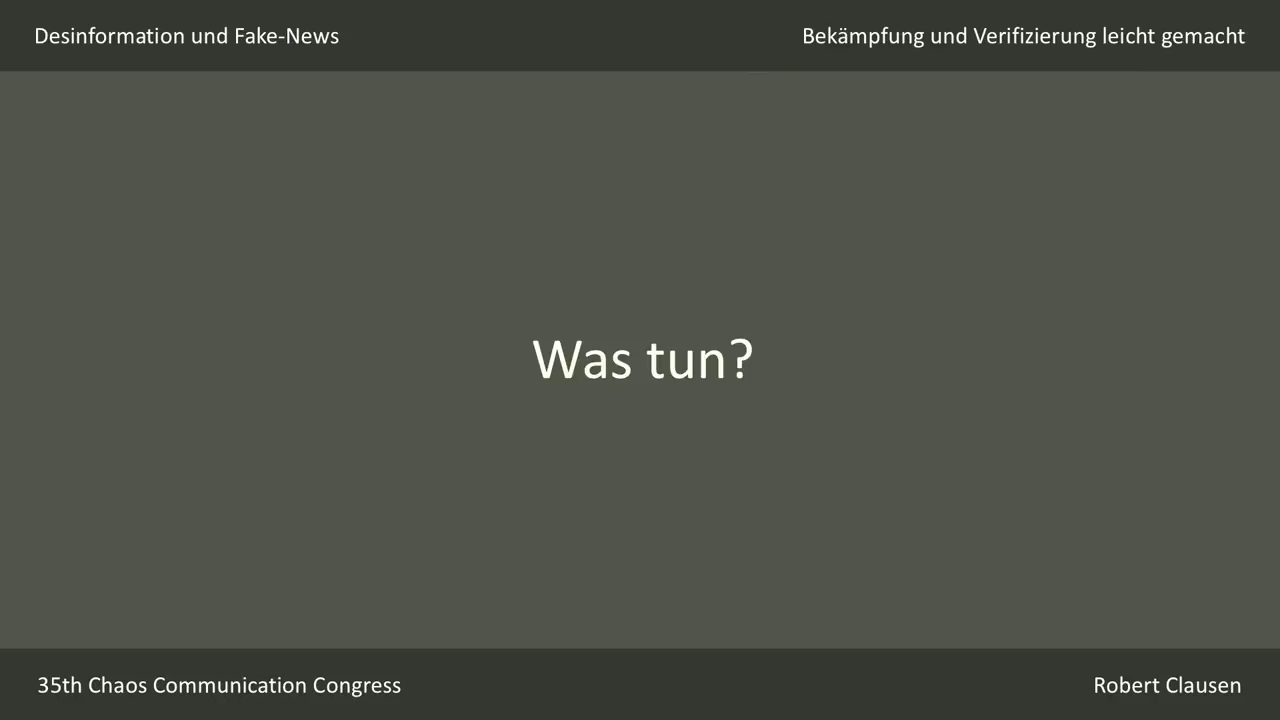 Desinformation und Fake-News
Bekämpfung und Verifizierung leicht gemacht
Was tun?
35th Chaos Communication Congress
Robert Clausen